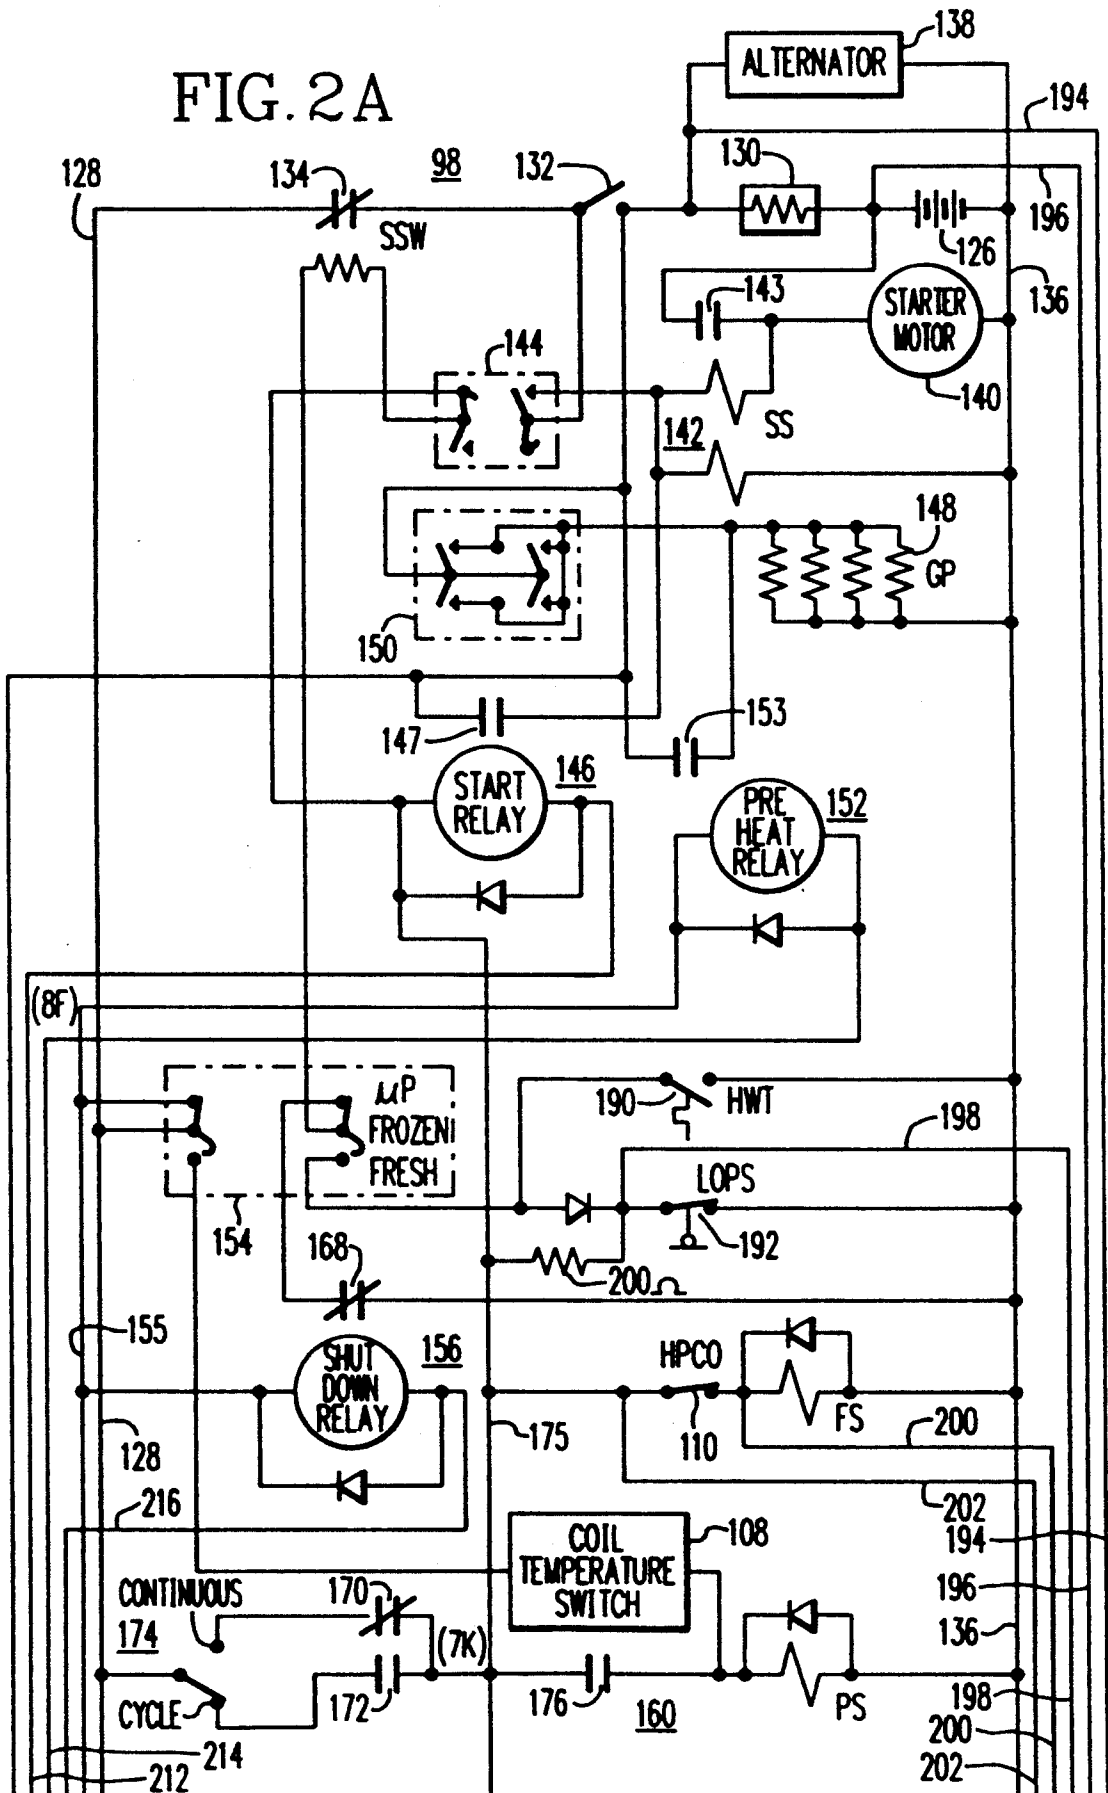 138
ALTERNATOR
FIG. 2A
194
128
134
98
132
130
196
SSW
126
136
143
STARTER
MOTOR
144
140
SS
142
148
GP
150
153
147
146
START
RELAY
PRE
HEAT
RELAY
152
(8F)
μP
FROZEN
FRESH
190
HWT
198
LOPS
154
192
168
200Ω
155
SHUT
DOWN
RELAY
156
HPCO
FS
128
175
110
200
216
202
COIL
TEMPERATURE
SWITCH
108
194
CONTINUOUS
170
196
174
(7K)
136
CYCLE
172
176
160
PS
198
214
200
212
202